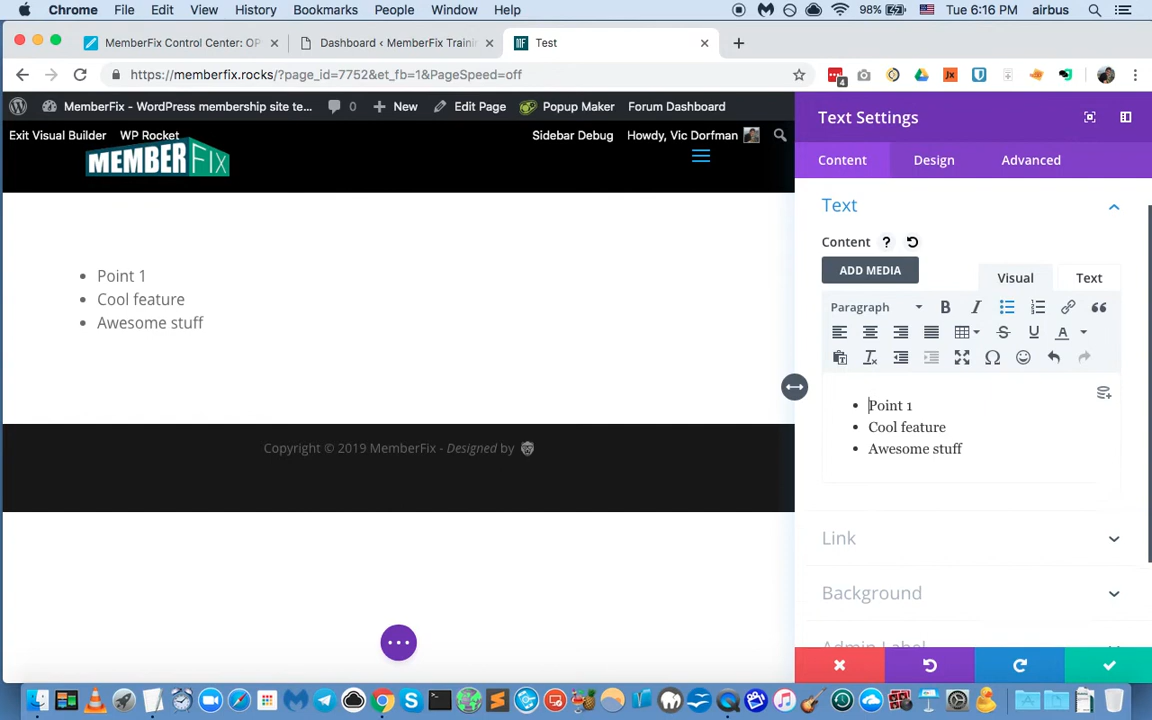 Chrome File Edit View History Bookmarks People Window Help 98% Tue 6:16 PM airbus
MemberFix Control Center: OP Dashboard ‹ MemberFix Trainin Test
https://memberfix.rocks/?page_id=7752&et_fb=1&PageSpeed=off 4
MemberFix - WordPress membership site te... 0 New Edit Page Popup Maker Forum Dashboard
Exit Visual Builder WP Rocket Sidebar Debug Howdy, Vic Dorfman
MEMBERFIX
Point 1
Cool feature
Awesome stuff
Copyright © 2019 MemberFix - Designed by
Text Settings
Content Design Advanced
Text
Content ?
ADD MEDIA Visual Text
Paragraph B I
U A
Ω
Point 1
Cool feature
Awesome stuff
Link
Background
Admin Label